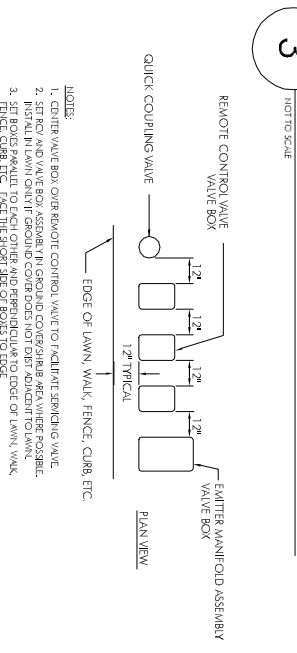 3
NOT TO SCALE
REMOTE CONTROL VALVE
VALVE BOX
QUICK COUPLING VALVE
12"
12"
12"
12"
12" TYPICAL
EDGE OF LAWN, WALK, FENCE, CURB, ETC.
EMITTER MANIFOLD ASSEMBLY
VALVE BOX
PLAN VIEW
NOTES:
1. CENTER VALVE BOX OVER REMOTE CONTROL VALVE TO FACILITATE SERVICING VALVE.
2. SET RCV AND VALVE BOX ASSEMBLY IN GROUND COVER/SHRUB AREA WHERE POSSIBLE.
INSTALL IN LAWN ONLY IF GROUND COVER DOES NOT EXIST ADJACENT TO LAWN.
3. SET BOXES PARALLEL TO EACH OTHER AND PERPENDICULAR TO EDGE OF LAWN, WALK,
FENCE, CURB, ETC. FACE THE SHORT SIDE OF BOXES TO EDGE